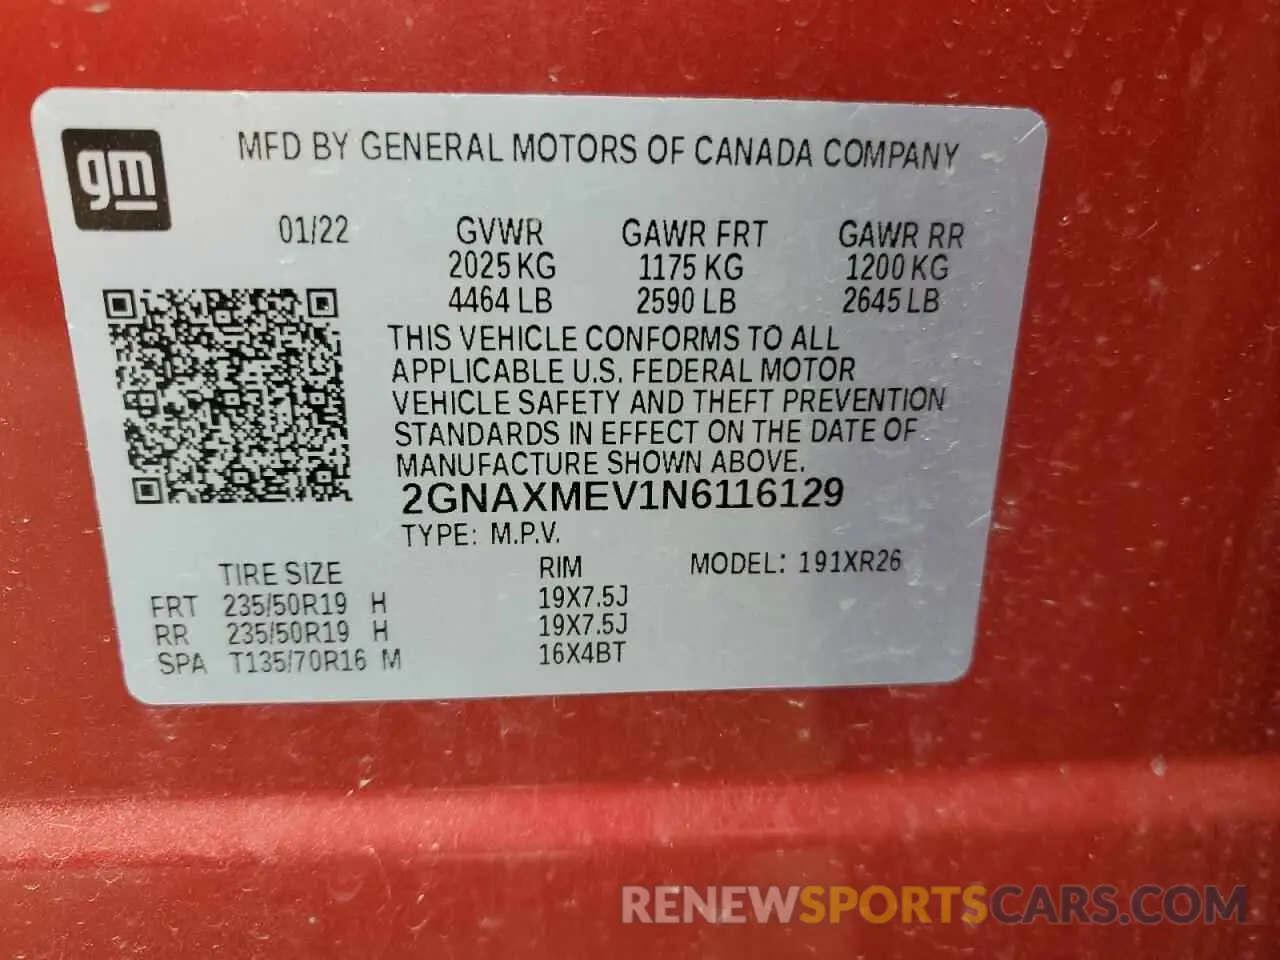 gm
MFD BY GENERAL MOTORS OF CANADA COMPANY
01/22 GVWR GAWR FRT GAWR RR
2025 KG 1175 KG 1200 KG
4464 LB 2590 LB 2645 LB
THIS VEHICLE CONFORMS TO ALL
APPLICABLE U.S. FEDERAL MOTOR
VEHICLE SAFETY AND THEFT PREVENTION
STANDARDS IN EFFECT ON THE DATE OF
MANUFACTURE SHOWN ABOVE.
2GNAXMEV1N6116129
TYPE: M.P.V.
TIRE SIZE RIM MODEL: 191XR26
FRT 235/50R19 H 19X7.5J
RR 235/50R19 H 19X7.5J
SPA T135/70R16 M 16X4BT
RENEWSPORTSCARS.COM